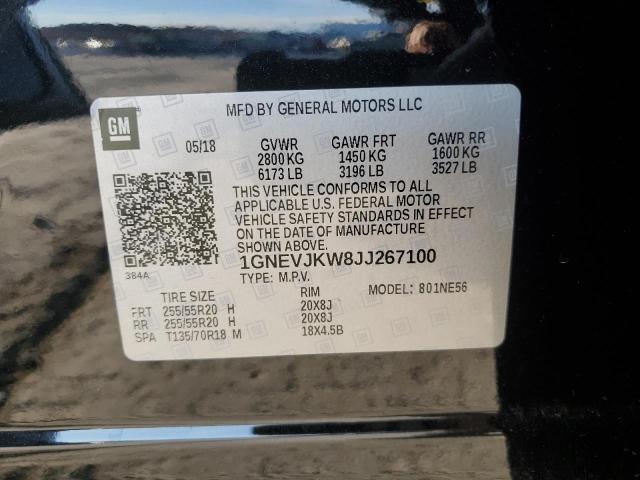 MFD BY GENERAL MOTORS LLC
GM
05/18 GVWR GAWR FRT GAWR RR
2800 KG 1450 KG 1600 KG
6173 LB 3196 LB 3527 LB
THIS VEHICLE CONFORMS TO ALL
APPLICABLE U.S. FEDERAL MOTOR
VEHICLE SAFETY STANDARDS IN EFFECT
ON THE DATE OF MANUFACTURE
SHOWN ABOVE.
384A
1GNEVJKW8JJ267100
TYPE: M.P.V. MODEL: 801NE56
TIRE SIZE RIM
FRT 255/55R20 H 20X8J
RR 255/55R20 H 20X8J
SPA T135/70R18 M 18X4.5B